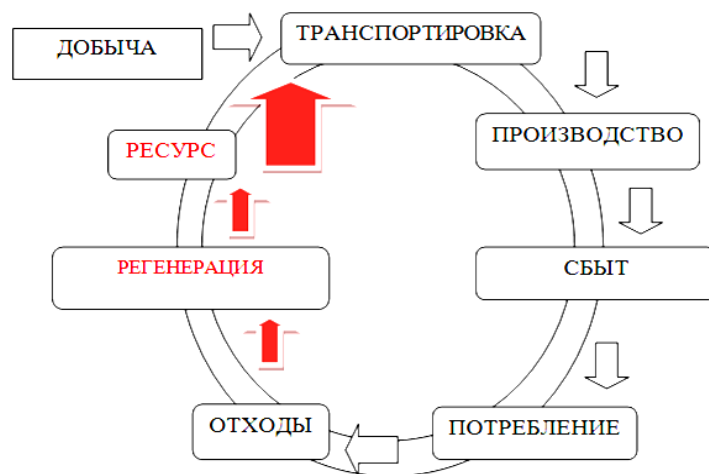 ДОБЫЧА
ТРАНСПОРТИРОВКА
ПРОИЗВОДСТВО
СБЫТ
ПОТРЕБЛЕНИЕ
ОТХОДЫ
РЕГЕНЕРАЦИЯ
РЕСУРС